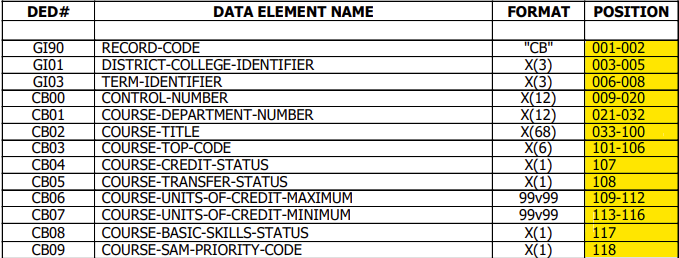 DED# DATA ELEMENT NAME FORMAT POSITION
GI90 RECORD-CODE "CB" 001-002
GI01 DISTRICT-COLLEGE-IDENTIFIER X(3) 003-005
GI03 TERM-IDENTIFIER X(3) 006-008
CB00 CONTROL-NUMBER X(12) 009-020
CB01 COURSE-DEPARTMENT-NUMBER X(12) 021-032
CB02 COURSE-TITLE X(68) 033-100
CB03 COURSE-TOP-CODE X(6) 101-106
CB04 COURSE-CREDIT-STATUS X(1) 107
CB05 COURSE-TRANSFER-STATUS X(1) 108
CB06 COURSE-UNITS-OF-CREDIT-MAXIMUM 99v99 109-112
CB07 COURSE-UNITS-OF-CREDIT-MINIMUM 99v99 113-116
CB08 COURSE-BASIC-SKILLS-STATUS X(1) 117
CB09 COURSE-SAM-PRIORITY-CODE X(1) 118